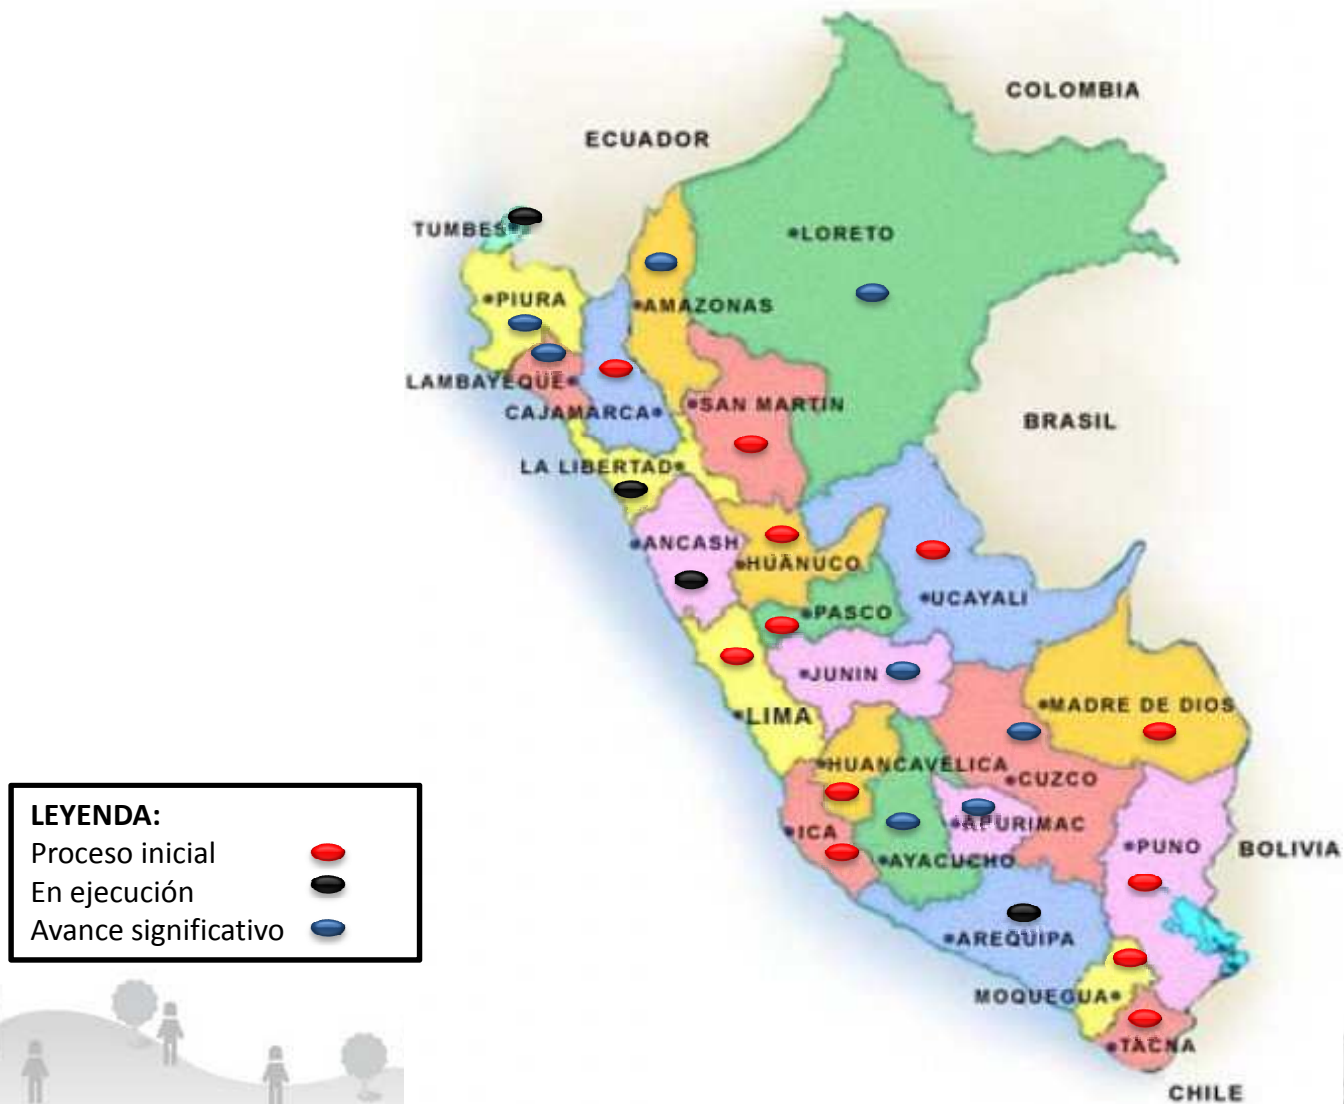 COLOMBIA
ECUADOR
TUMBES
LORETO
PIURA
AMAZONAS
LAMBAYEQUE
CAJAMARCA
SAN MARTIN
BRASIL
LA LIBERTAD
ANCASH
HUÁNUCO
UCAYALI
PASCO
JUNIN
MADRE DE DIOS
LIMA
HUANCAVELICA
CUZCO
ICA
APURIMAC
PUNO
BOLIVIA
AYACUCHO
AREQUIPA
MOQUEGUA
TACNA
CHILE
LEYENDA:
Proceso inicial
En ejecución
Avance significativo